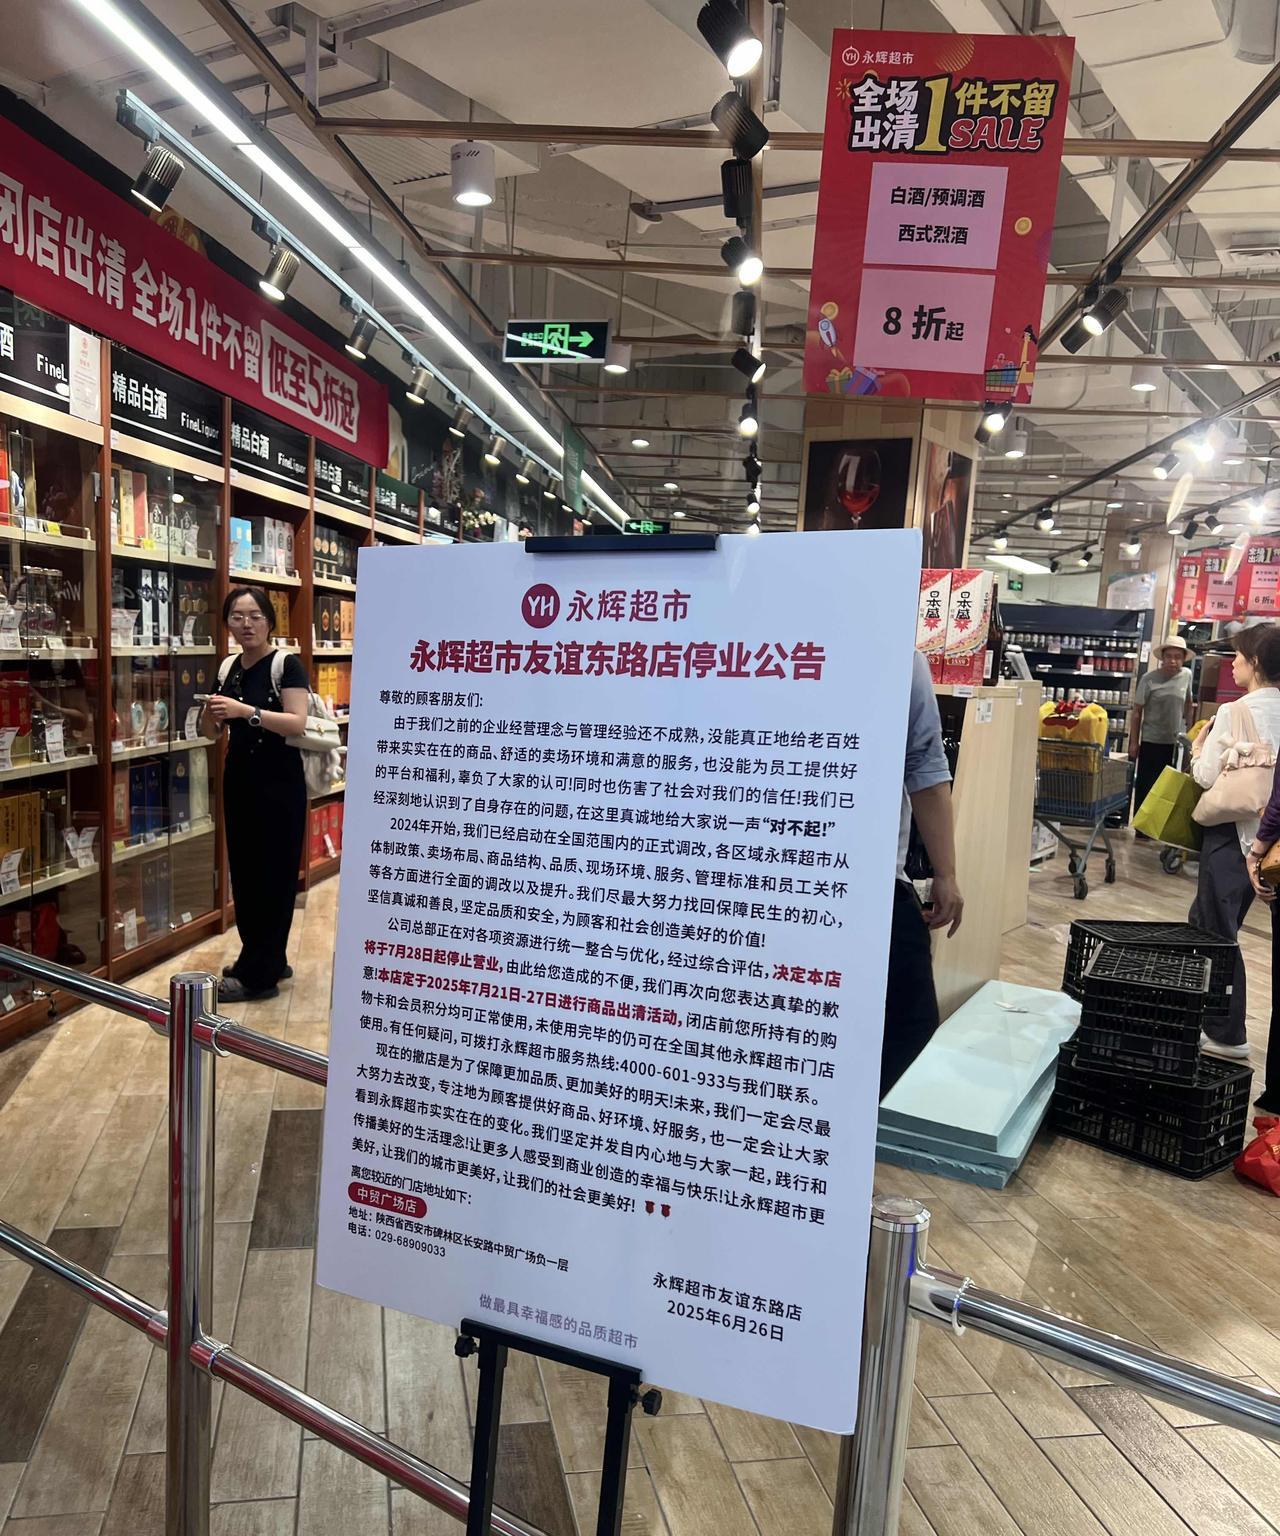 永辉超市
全场
出清
1
件不留
SALE
白酒/预调酒
西式烈酒
8折起
闭店出清 全场1件不留 低至5折起
酒
FineL
精品白酒 FineLiquor
精品白酒 FineLiquor
精品白酒
日本盛
日本盛
YH 永辉超市
永辉超市友谊东路店停业公告
尊敬的顾客朋友们:
由于我们之前的企业经营理念与管理经验还不成熟,没能真正地给老百姓
带来实实在在的商品、舒适的卖场环境和满意的服务,也没能为员工提供好
的平台和福利,辜负了大家的认可!同时也伤害了社会对我们的信任!我们已
经深刻地认识到了自身存在的问题,在这里真诚地给大家说一声“对不起!”
2024年开始,我们已经启动在全国范围内的正式调改,各区域永辉超市从
体制政策、卖场布局、商品结构、品质、现场环境、服务、管理标准和员工关怀
等各方面进行全面的调改以及提升。我们尽最大努力找回保障民生的初心,
坚信真诚和善良,坚定品质和安全,为顾客和社会创造美好的价值!
公司总部正在对各项资源进行统一整合与优化,经过综合评估,决定本店
将于7月28日起停止营业,由此给您造成的不便,我们再次向您表达真挚的歉
意!本店定于2025年7月21日-27日进行商品出清活动,闭店前您所持有的购
物卡和会员积分均可正常使用,未使用完毕的仍可在全国其他永辉超市门店
使用。有任何疑问,可拨打永辉超市服务热线:4000-601-933与我们联系。
现在的撤店是为了保障更加品质、更加美好的明天!未来,我们一定会尽最
大努力去改变,专注地为顾客提供好商品、好环境、好服务,也一定会让大家
看到永辉超市实实在在的变化。我们坚定并发自内心地与大家一起,践行和
传播美好的生活理念!让更多人感受到商业创造的幸福与快乐!让永辉超市更
美好,让我们的城市更美好,让我们的社会更美好!
离您较近的门店地址如下:
中贸广场店
地址：陕西省西安市碑林区长安路中贸广场负一层
电话：029-68909033
永辉超市友谊东路店
2025年6月26日
做最具幸福感的品质超市